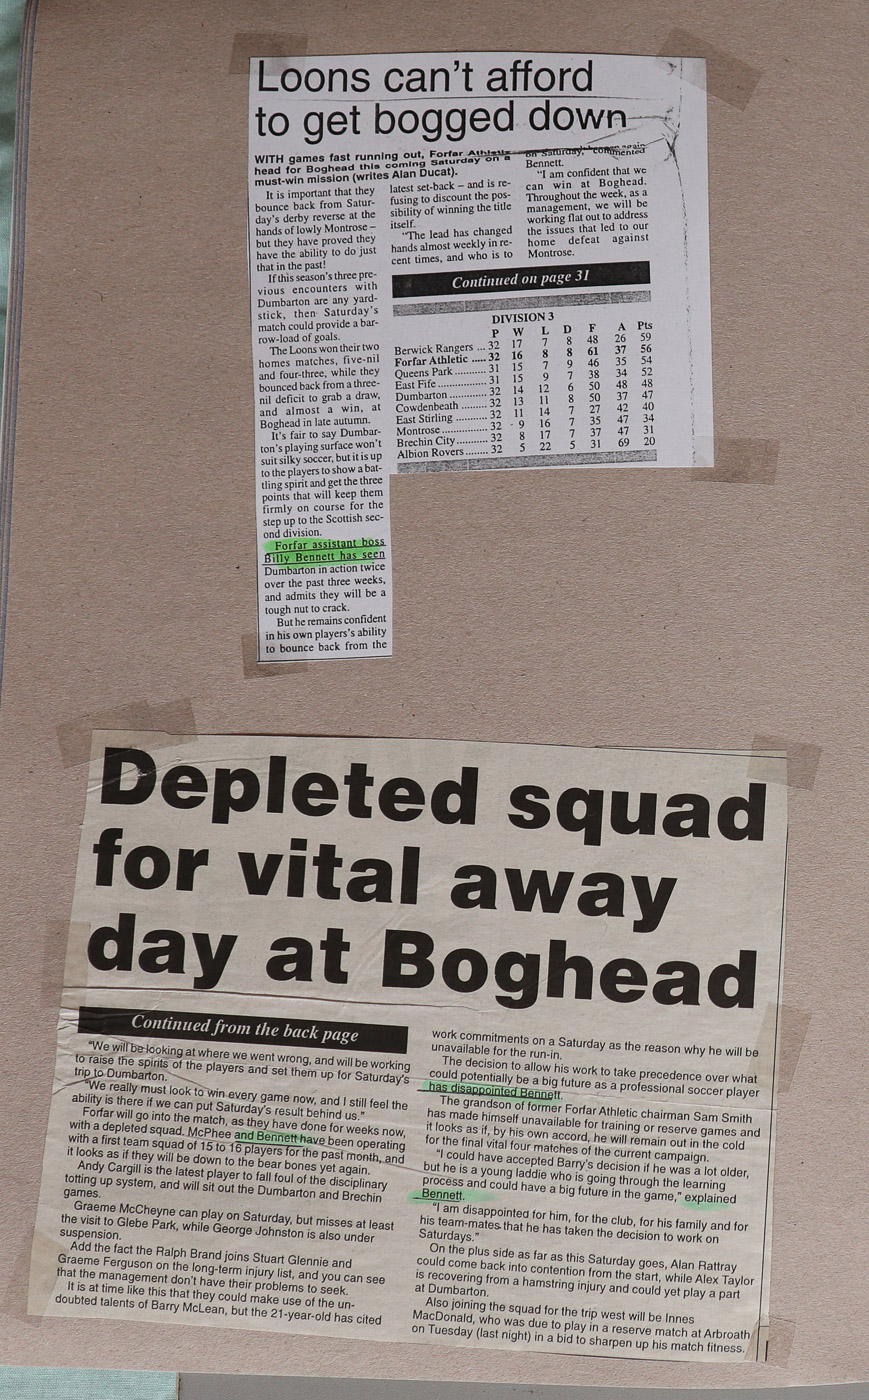 Loons can't afford
to get bogged down
WITH games fast running out, Forfar Athletic
head for Boghead this coming Saturday on a
must-win mission (writes Alan Ducat).
It is important that they
bounce back from Satur-
day's derby reverse at the
hands of lowly Montrose –
but they have proved they
have the ability to do just
that in the past!
If this season's three pre-
vious encounters with
Dumbarton are any yard-
stick, then Saturday's
match could provide a bar-
row-load of goals.
The Loons won their two
homes matches, five-nil
and four-three, while they
bounced back from a three-
nil deficit to grab a draw,
and almost a win, at
Boghead in late autumn.
It's fair to say Dumbar-
ton's playing surface won't
suit silky soccer, but it is up
to the players to show a bat-
tling spirit and get the three
points that will keep them
firmly on course for the
step up to the Scottish sec-
ond division.
Forfar assistant boss
Billy Bennett has seen
Dumbarton in action twice
over the past three weeks,
and admits they will be a
tough nut to crack.
But he remains confident
in his own players's ability
to bounce back from the
latest set-back – and is re-
fusing to discount the pos-
sibility of winning the title
itself.
"The lead has changed
hands almost weekly in re-
cent times, and who is to
on Saturday," commented
Bennett.
"I am confident that we
can win at Boghead.
Throughout the week, as a
management, we will be
working flat out to address
the issues that led to our
home defeat against
Montrose.
Continued on page 31
DIVISION 3
P W L D F A Pts
Berwick Rangers ... 32 17 7 8 48 26 59
Forfar Athletic ..... 32 16 8 8 61 37 56
Queens Park ........... 31 15 7 9 46 35 54
East Fife ................ 31 15 9 7 38 34 52
Dumbarton ............. 32 14 12 6 50 48 48
Cowdenbeath ......... 32 13 11 8 50 37 47
East Stirling ........... 32 11 14 7 27 42 40
Montrose ................ 32 9 16 7 35 47 34
Brechin City ........... 32 8 17 7 37 47 31
Albion Rovers ........ 32 5 22 5 31 69 20
Depleted squad
for vital away
day at Boghead
Continued from the back page
"We will be looking at where we went wrong, and will be working
to raise the spirits of the players and set them up for Saturday's
trip to Dumbarton.
"We really must look to win every game now, and I still feel the
ability is there if we can put Saturday's result behind us."
Forfar will go into the match, as they have done for weeks now,
with a depleted squad. McPhee and Bennett have been operating
with a first team squad of 15 to 16 players for the past month, and
it looks as if they will be down to the bear bones yet again.
Andy Cargill is the latest player to fall foul of the disciplinary
totting up system, and will sit out the Dumbarton and Brechin
games.
Graeme McCheyne can play on Saturday, but misses at least
the visit to Glebe Park, while George Johnston is also under
suspension.
Add the fact the Ralph Brand joins Stuart Glennie and
Graeme Ferguson on the long-term injury list, and you can see
that the management don't have their problems to seek.
It is at time like this that they could make use of the un-
doubted talents of Barry McLean, but the 21-year-old has cited
work commitments on a Saturday as the reason why he will be
unavailable for the run-in.
The decision to allow his work to take precedence over what
could potentially be a big future as a professional soccer player
has disappointed Bennett.
The grandson of former Forfar Athletic chairman Sam Smith
has made himself unavailable for training or reserve games and
it looks as if, by his own accord, he will remain out in the cold
for the final vital four matches of the current campaign.
"I could have accepted Barry's decision if he was a lot older,
but he is a young laddie who is going through the learning
process and could have a big future in the game," explained
Bennett.
"I am disappointed for him, for the club, for his family and for
his team-mates that he has taken the decision to work on
Saturdays."
On the plus side as far as this Saturday goes, Alan Rattray
could come back into contention from the start, while Alex Taylor
is recovering from a hamstring injury and could yet play a part
at Dumbarton.
Also joining the squad for the trip west will be Innes
MacDonald, who was due to play in a reserve match at Arbroath
on Tuesday (last night) in a bid to sharpen up his match fitness.